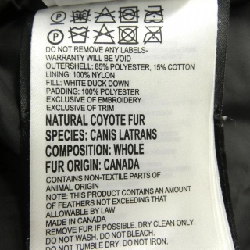 DO NOT REMOVE ANY LABELS-
WARRANTY WILL BE VOID
OUTERSHELL: 85% POLYESTER, 15% COTTON
LINING: 100% NYLON
FILL: WHITE DUCK DOWN
PADDING: 100% POLYESTER
EXCLUSIVE OF EMBROIDERY
EXCLUSIVE OF TRIM
NATURAL COYOTE FUR
SPECIES: CANIS LATRANS
COMPOSITION: WHOLE
FUR ORIGIN: CANADA
CONTAINS NON-TEXTILE PARTS OF
ANIMAL ORIGIN
NOTE: THIS PRODUCT CONTAINS AN AMOUNT
OF FEATHERS NOT EXCEEDING THAT
ALLOWABLE BY LAW
MADE IN CANADA
REMOVE FUR IF POSSIBLE. DRY CLEAN ONLY
DO NOT WASH. DO NOT BLEACH.
DO NOT TUMBLE DRY. DO NOT IRON.